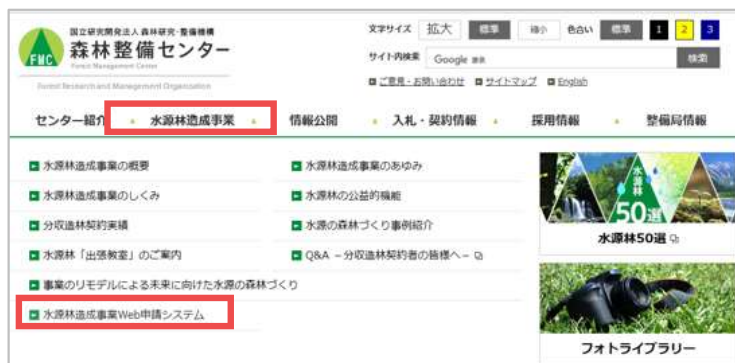 国立研究開発法人 森林研究・整備機構
森林整備センター
Forest Management Center
Forest Research and Management Organization
FMC
文字サイズ 拡大 標準 縮小 色合い 標準 1 2 3
サイト内検索 Google 検索 検索
ご意見・お問い合わせ サイトマップ English
センター紹介 水源林造成事業 情報公開 入札・契約情報 採用情報 整備局情報
水源林造成事業の概要
水源林造成事業のあゆみ
水源林造成事業のしくみ
水源林の公益的機能
分収造林契約実績
水源の森林づくり事例紹介
水源林「出張教室」のご案内
Q&A －分収造林契約者の皆様へ－
事業のリモデルによる未来に向けた水源の森林づくり
水源林造成事業Web申請システム
水源林
50選
水源林50選
フォトライブラリー